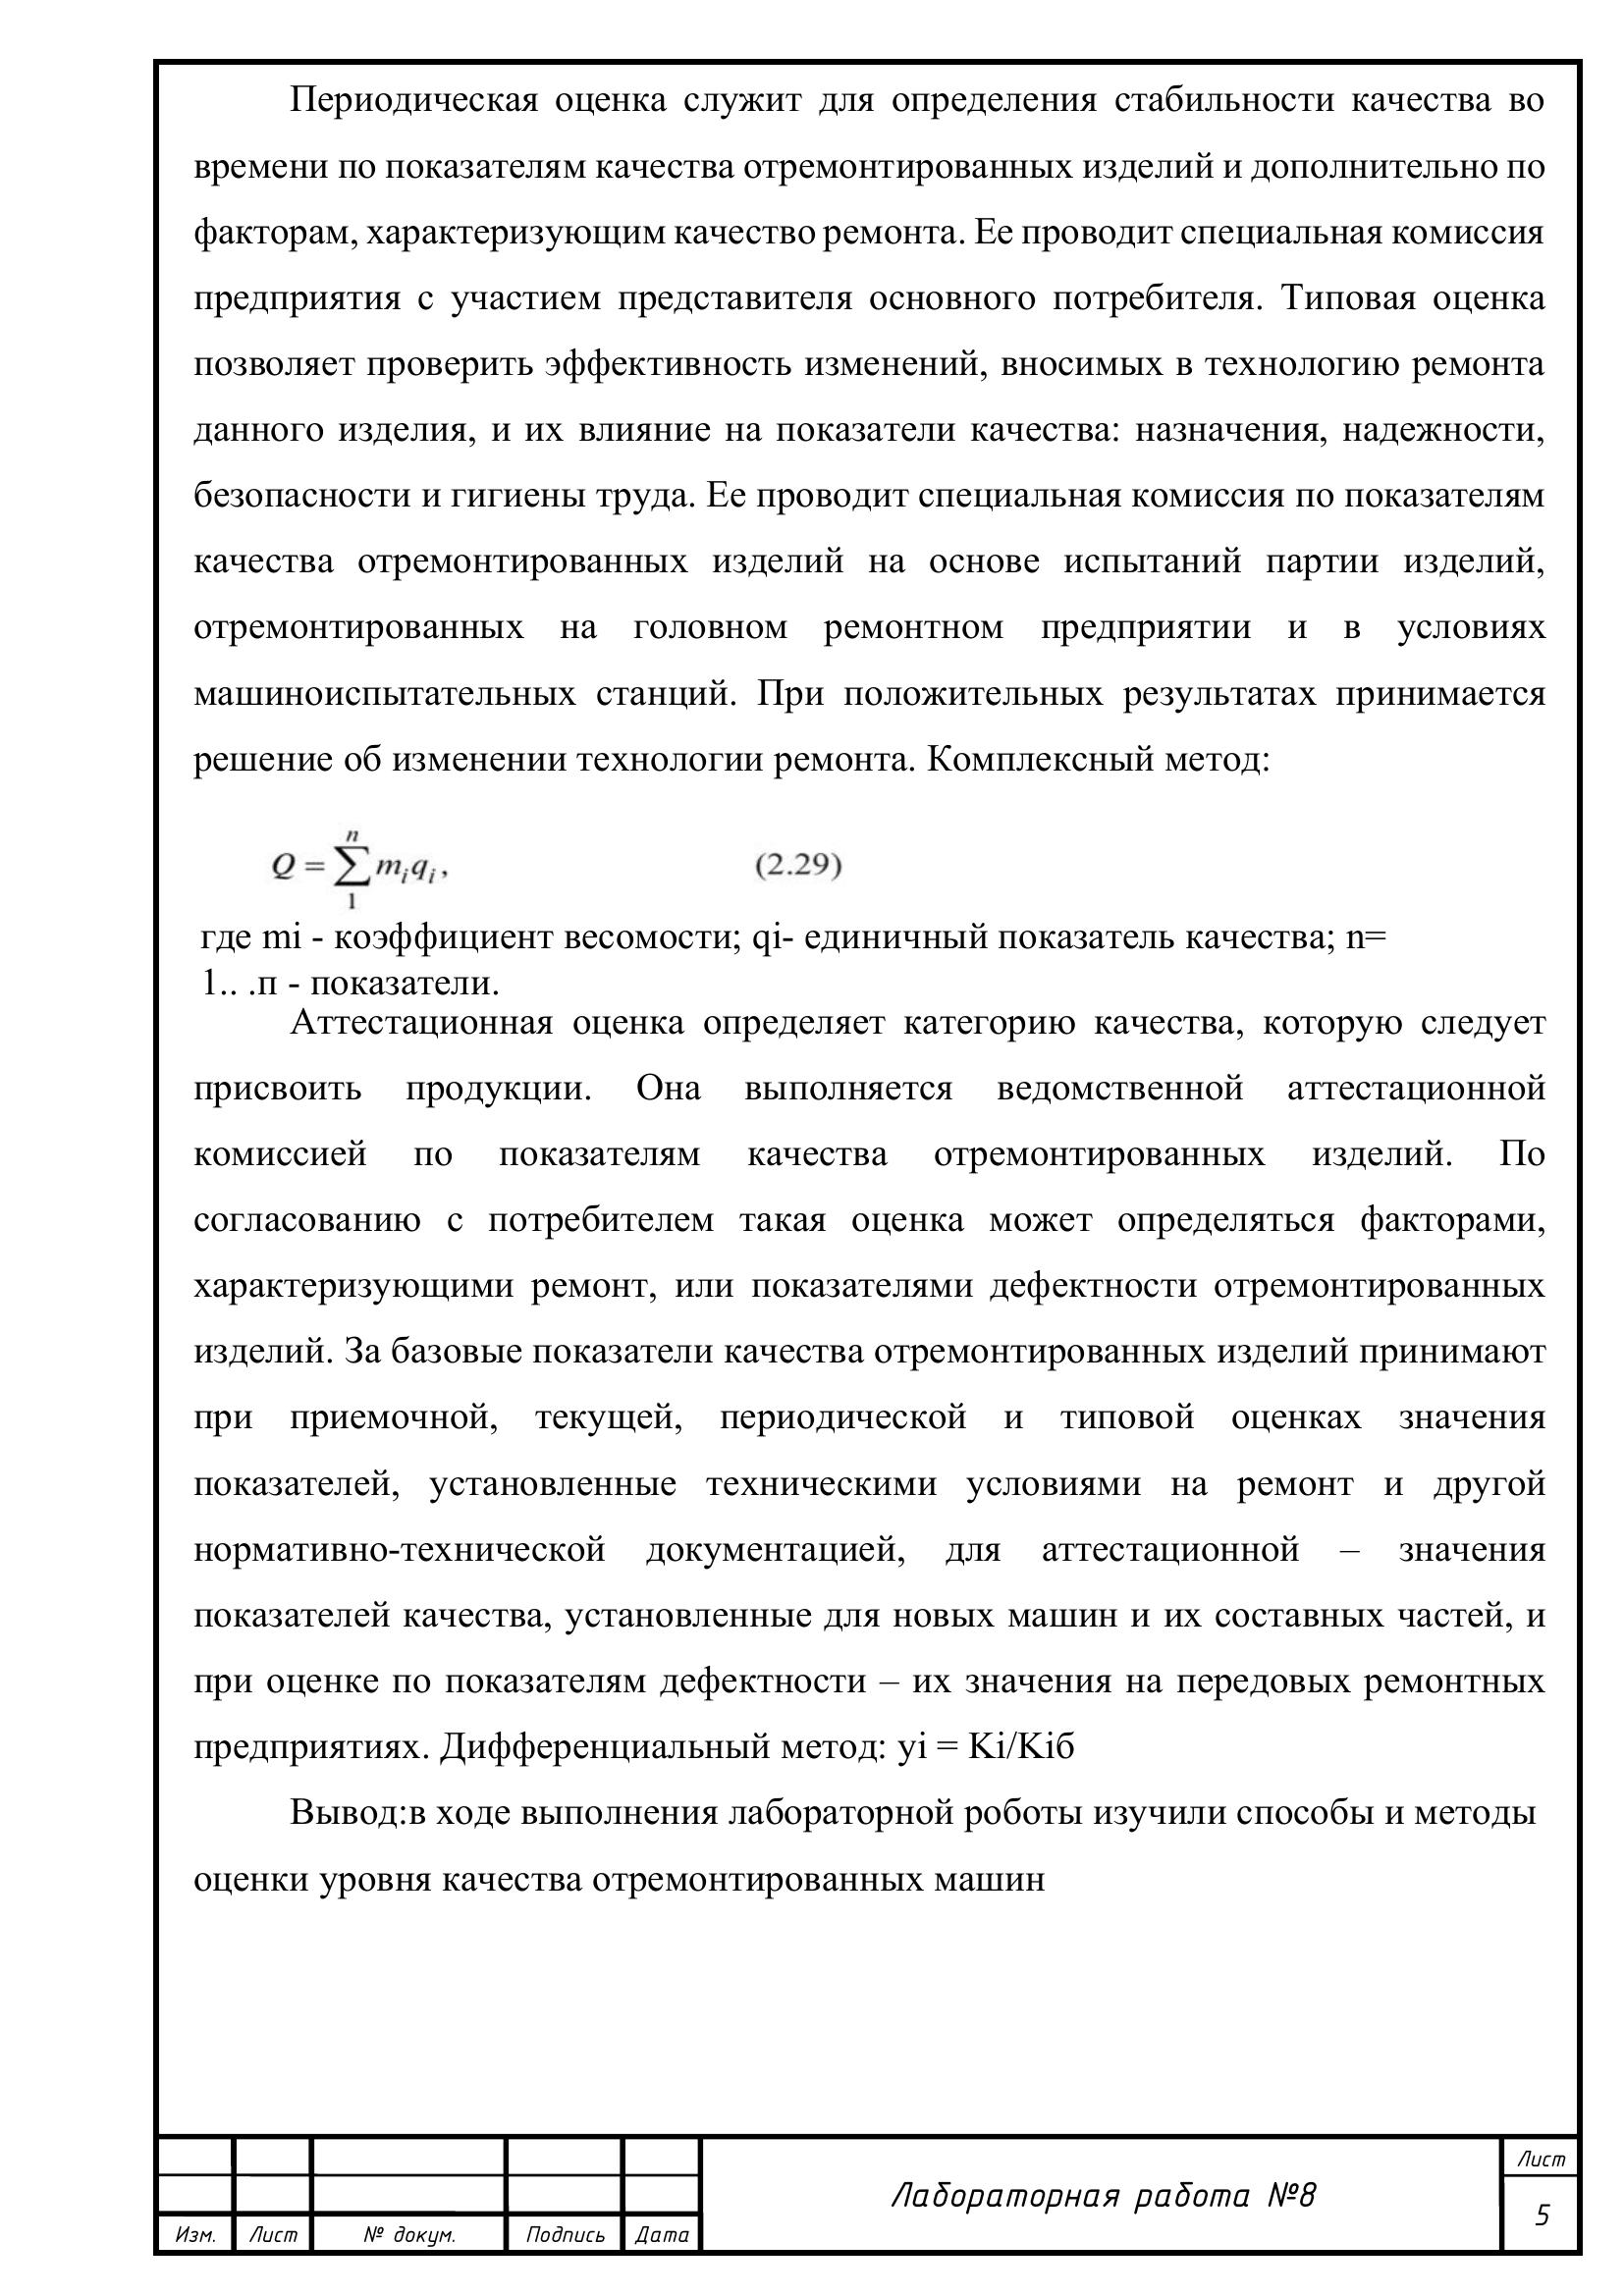 Периодическая оценка служит для определения стабильности качества во
времени по показателям качества отремонтированных изделий и дополнительно по
факторам, характеризующим качество ремонта. Ее проводит специальная комиссия
предприятия с участием представителя основного потребителя. Типовая оценка
позволяет проверить эффективность изменений, вносимых в технологию ремонта
данного изделия, и их влияние на показатели качества: назначения, надежности,
безопасности и гигиены труда. Ее проводит специальная комиссия по показателям
качества отремонтированных изделий на основе испытаний партии изделий,
отремонтированных на головном ремонтном предприятии и в условиях
машиноиспытательных станций. При положительных результатах принимается
решение об изменении технологии ремонта. Комплексный метод:
Q = ∑₁ⁿ mᵢqᵢ, (2.29)
где mi - коэффициент весомости; qi- единичный показатель качества; n=
1.. .п - показатели.
Аттестационная оценка определяет категорию качества, которую следует
присвоить продукции. Она выполняется ведомственной аттестационной
комиссией по показателям качества отремонтированных изделий. По
согласованию с потребителем такая оценка может определяться факторами,
характеризующими ремонт, или показателями дефектности отремонтированных
изделий. За базовые показатели качества отремонтированных изделий принимают
при приемочной, текущей, периодической и типовой оценках значения
показателей, установленные техническими условиями на ремонт и другой
нормативно-технической документацией, для аттестационной – значения
показателей качества, установленные для новых машин и их составных частей, и
при оценке по показателям дефектности – их значения на передовых ремонтных
предприятиях. Дифференциальный метод: yi = Ki/Kiб
Вывод:в ходе выполнения лабораторной роботы изучили способы и методы
оценки уровня качества отремонтированных машин
Изм. Лист № докум. Подпись Дата
Лабораторная работа №8
Лист
5